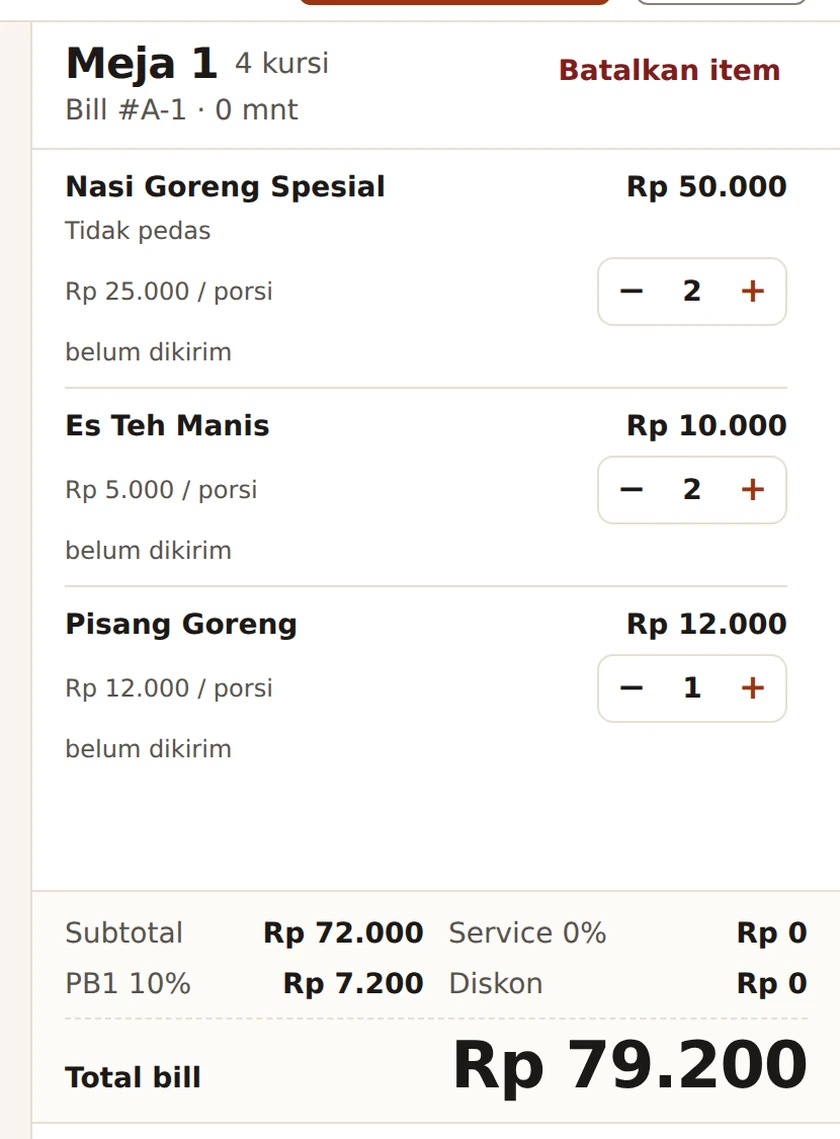 Meja 1 4 kursi
Batalkan item
Bill #A-1 · 0 mnt
Nasi Goreng Spesial Rp 50.000
Tidak pedas
Rp 25.000 / porsi − 2 +
belum dikirim
Es Teh Manis Rp 10.000
Rp 5.000 / porsi − 2 +
belum dikirim
Pisang Goreng Rp 12.000
Rp 12.000 / porsi − 1 +
belum dikirim
Subtotal Rp 72.000 Service 0% Rp 0
PB1 10% Rp 7.200 Diskon Rp 0
Total bill Rp 79.200